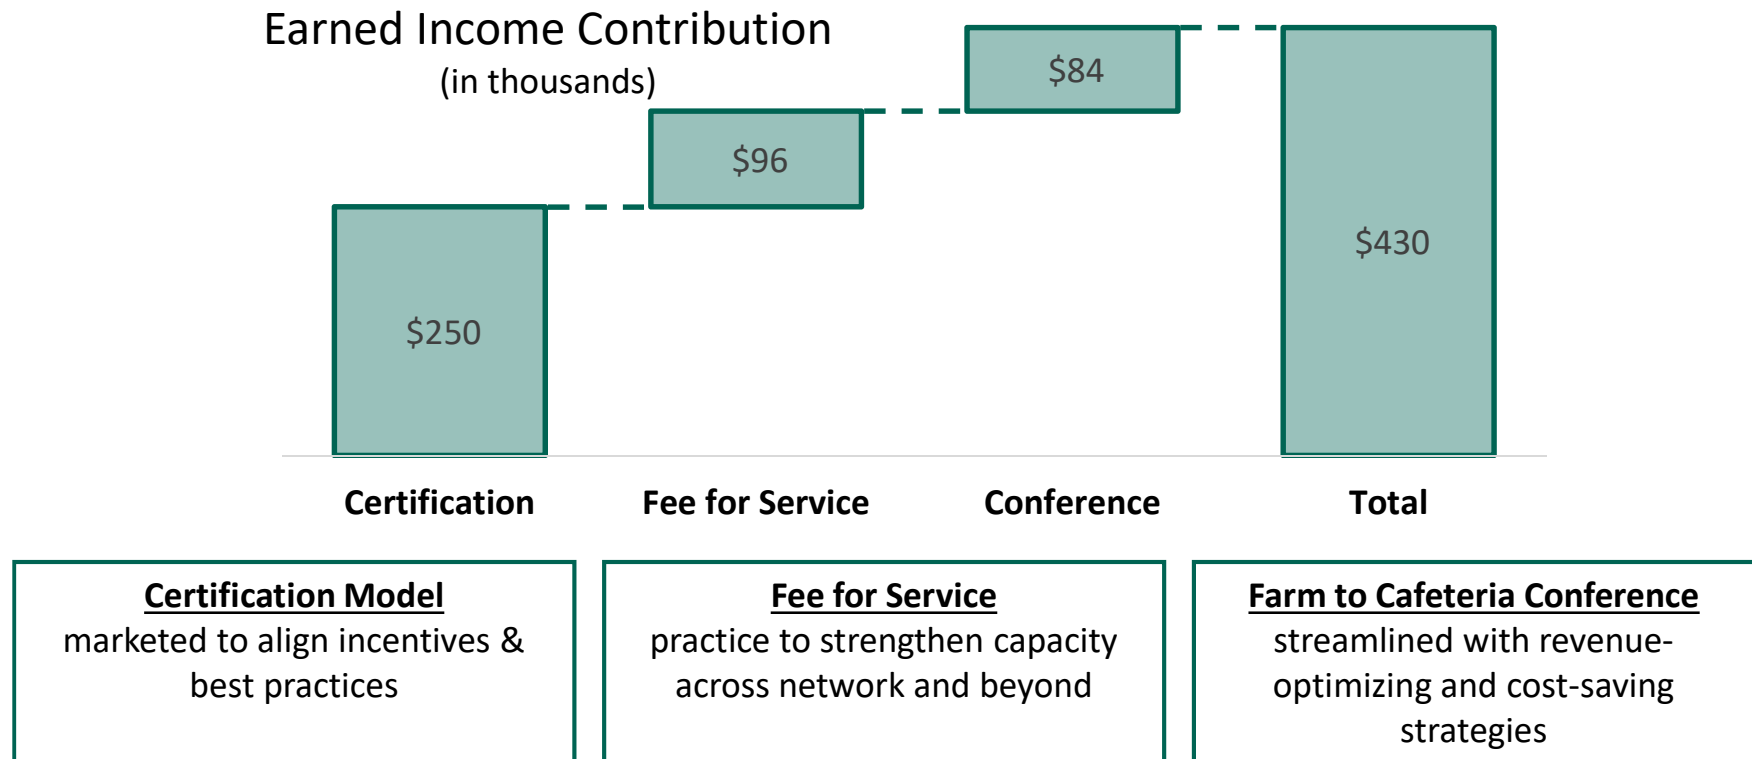 Earned Income Contribution
(in thousands)
$84
$96
$430
$250
Certification
Fee for Service
Conference
Total
Certification Model
marketed to align incentives &
best practices
Fee for Service
practice to strengthen capacity
across network and beyond
Farm to Cafeteria Conference
streamlined with revenue-
optimizing and cost-saving
strategies